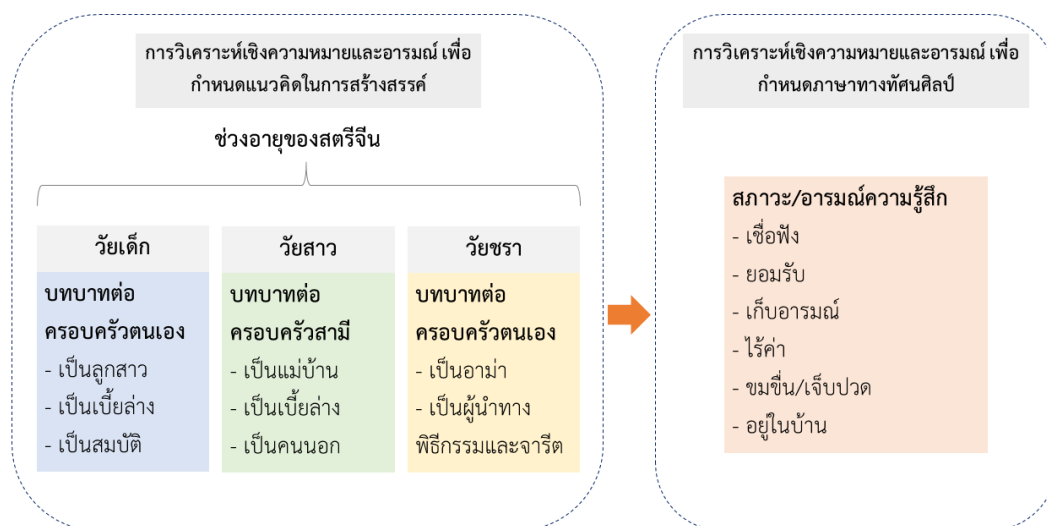 การวิเคราะห์เชิงความหมายและอารมณ์ เพื่อ
กำหนดแนวคิดในการสร้างสรรค์
ช่วงอายุของสตรีจีน
วัยเด็ก
บทบาทต่อ
ครอบครัวตนเอง
- เป็นลูกสาว
- เป็นเบี้ยล่าง
- เป็นสมบัติ
วัยสาว
บทบาทต่อ
ครอบครัวสามี
- เป็นแม่บ้าน
- เป็นเบี้ยล่าง
- เป็นคนนอก
วัยชรา
บทบาทต่อ
ครอบครัวตนเอง
- เป็นอาม่า
- เป็นผู้นำทาง
พิธีกรรมและจารีต
การวิเคราะห์เชิงความหมายและอารมณ์ เพื่อ
กำหนดภาษาทางทัศนศิลป์
สภาวะ/อารมณ์ความรู้สึก
- เชื่อฟัง
- ยอมรับ
- เก็บอารมณ์
- ไร้ค่า
- ขมขื่น/เจ็บปวด
- อยู่ในบ้าน